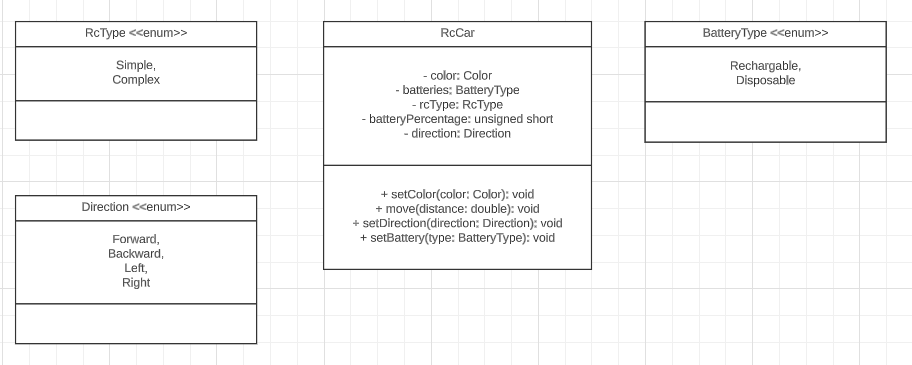 RcType <<enum>>
Simple,
Complex
Direction <<enum>>
Forward,
Backward,
Left,
Right
RcCar
- color: Color
- batteries: BatteryType
- rcType: RcType
- batteryPercentage: unsigned short
- direction: Direction
+ setColor(color: Color): void
+ move(distance: double): void
+ setDirection(direction: Direction): void
+ setBattery(type: BatteryType): void
BatteryType <<enum>>
Rechargable,
Disposable